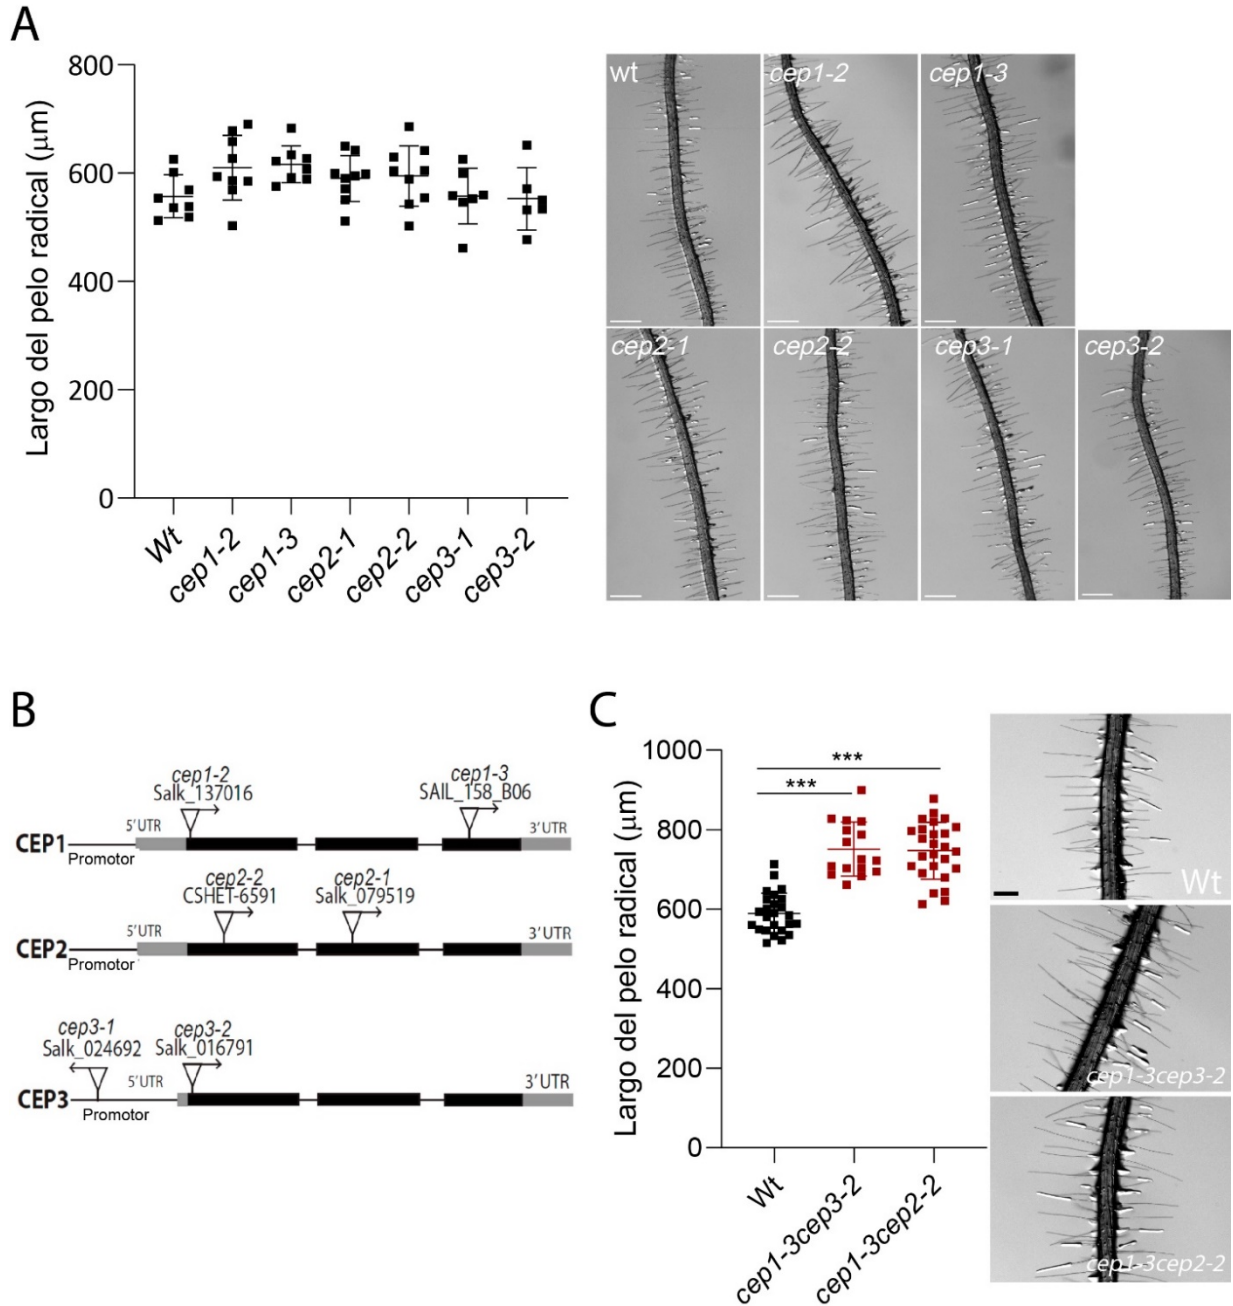 A
Largo del pelo radical (μm)
800
600
400
200
0
Wt
cep1-2
cep1-3
cep2-1
cep2-2
cep3-1
cep3-2
wt
cep1-2
cep1-3
cep2-1
cep2-2
cep3-1
cep3-2
B
cep1-2
Salk_137016
cep1-3
SAIL_158_B06
CEP1
Promotor
5'UTR
3'UTR
cep2-2
CSHET-6591
cep2-1
Salk_079519
CEP2
Promotor
5'UTR
3'UTR
cep3-1
Salk_024692
cep3-2
Salk_016791
CEP3
Promotor
5'UTR
3'UTR
C
Largo del pelo radical (μm)
1000
800
600
400
200
0
***
***
Wt
cep1-3cep3-2
cep1-3cep2-2
Wt
cep1-3cep3-2
cep1-3cep2-2